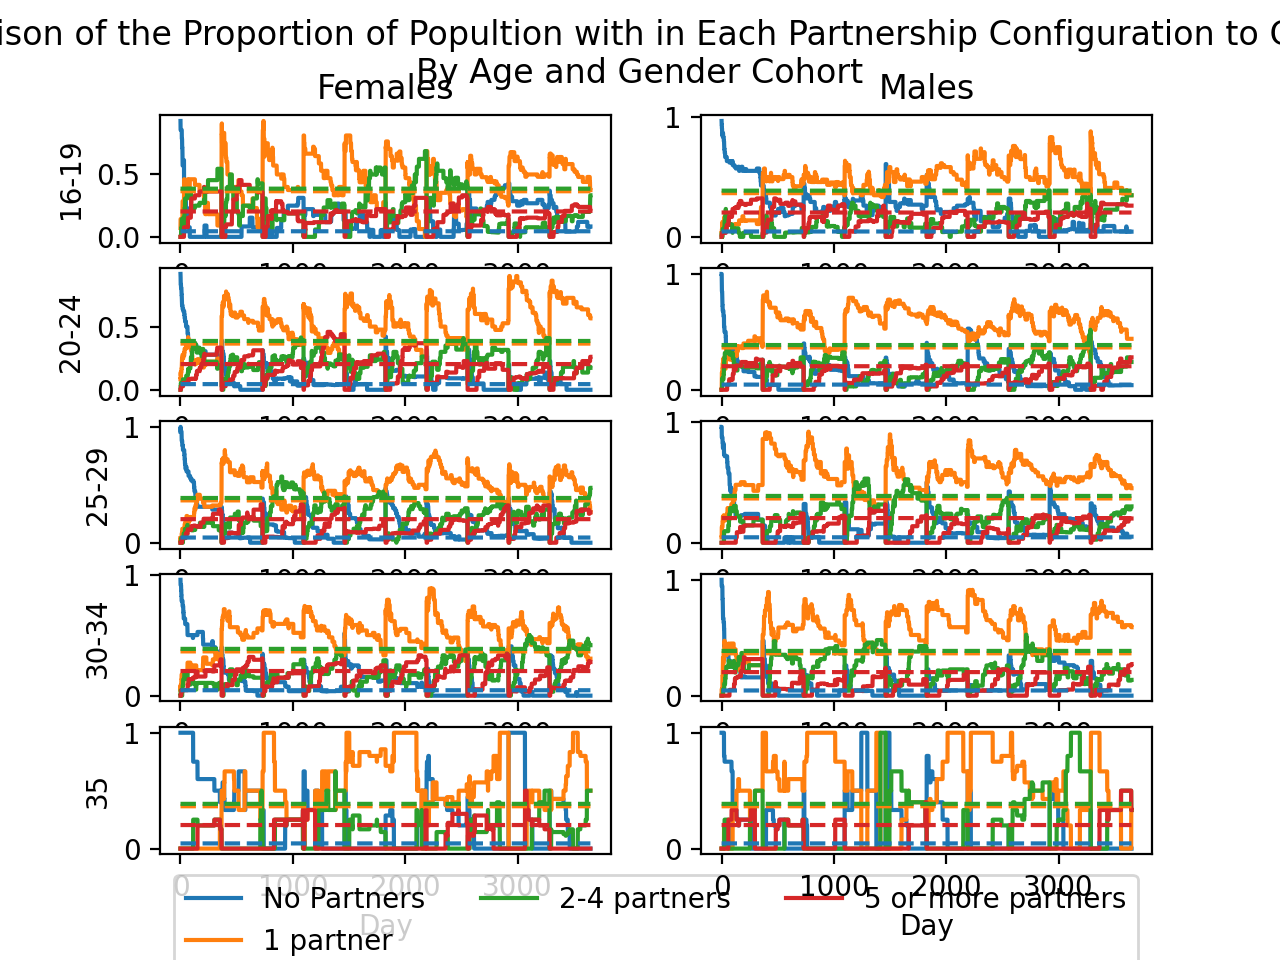 of the Proportion of Popultion with in Each Partnership Configuration to
By Age and Gender Cohort
Females Males
16-19 0.5 0.0 1 0
20-24 0.5 0.0 1 0
25-29 1 0 1 0
30-34 1 0 1 0
35 1 0 1 0
0 1000 2000 3000 0 1000 2000 3000
Day Day
No Partners 2-4 partners 5 or more partners
1 partner